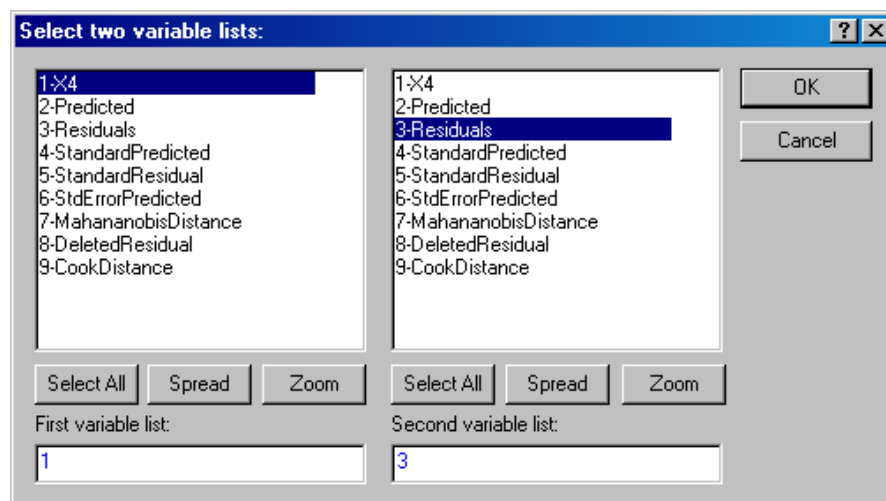 Select two variable lists:
1-X4
2-Predicted
3-Residuals
4-StandardPredicted
5-StandardResidual
6-StdErrorPredicted
7-MahananobisDistance
8-DeletedResidual
9-CookDistance
1-X4
2-Predicted
3-Residuals
4-StandardPredicted
5-StandardResidual
6-StdErrorPredicted
7-MahananobisDistance
8-DeletedResidual
9-CookDistance
OK
Cancel
Select All Spread Zoom
Select All Spread Zoom
First variable list:
1
Second variable list:
3